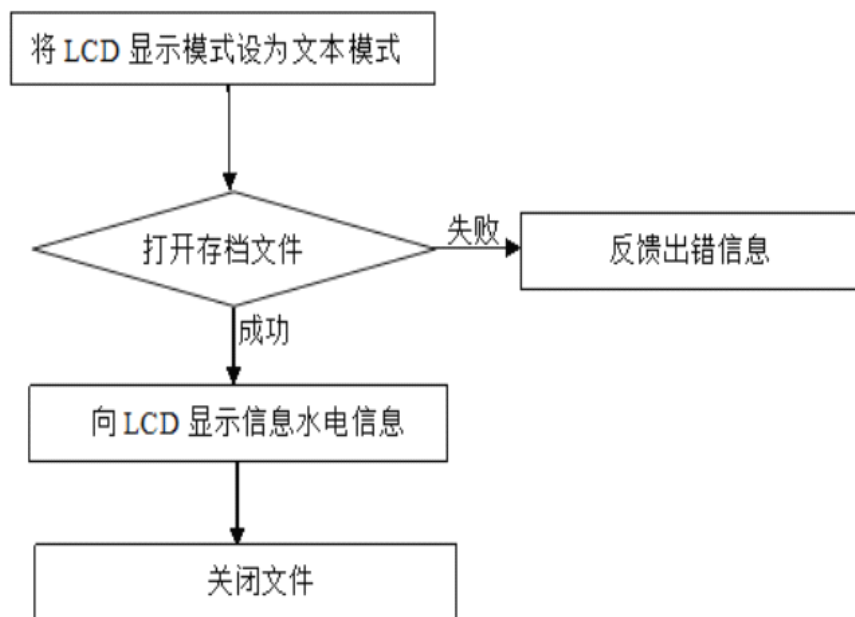 将 LCD 显示模式设为文本模式
打开存档文件
失败
反馈出错信息
成功
向 LCD 显示信息水电信息
关闭文件